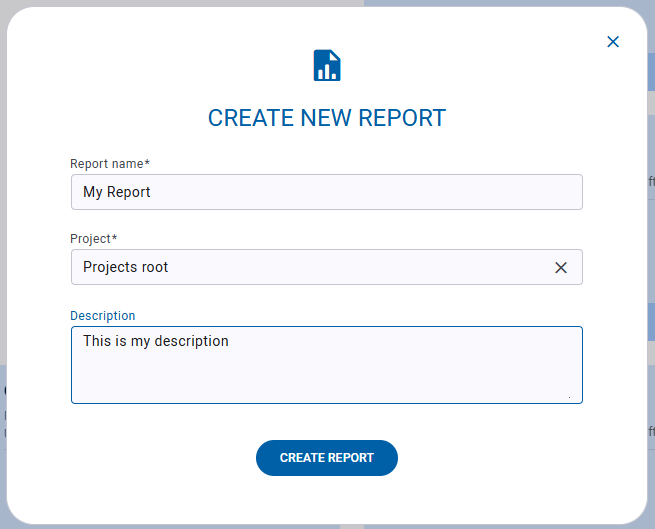 CREATE NEW REPORT
Report name*
My Report
Project*
Projects root
Description
This is my description
CREATE REPORT